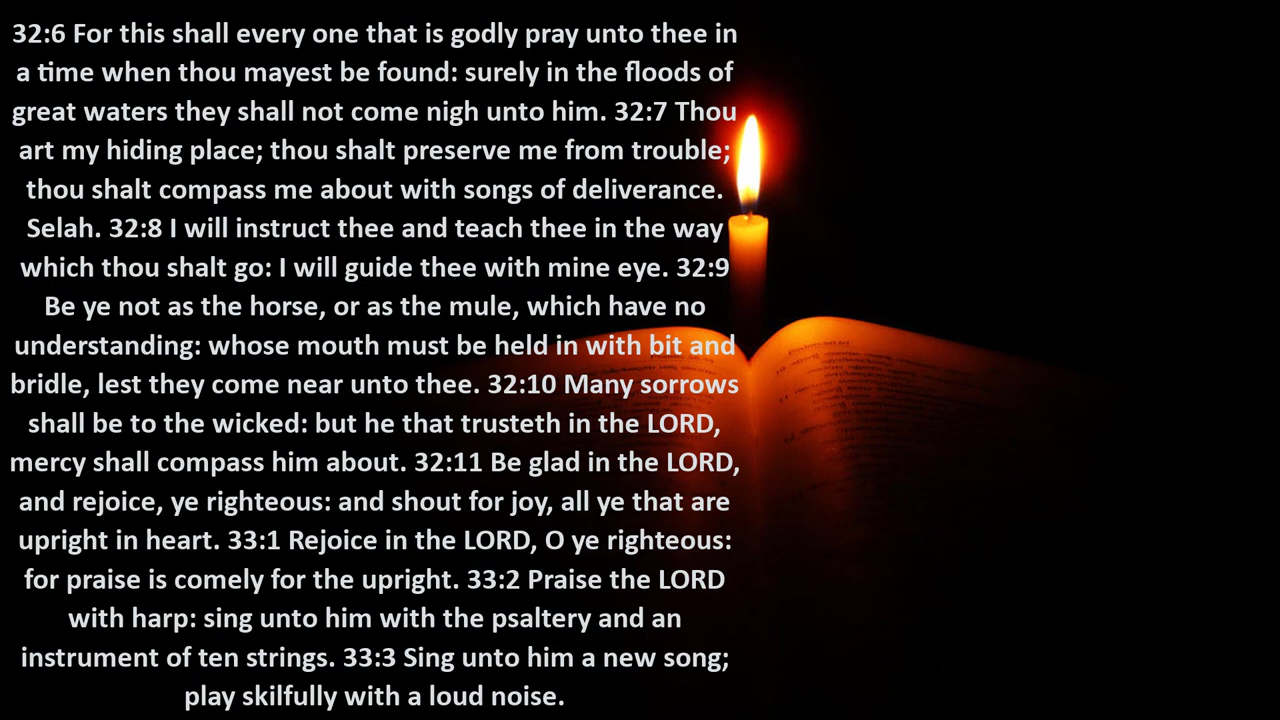 32:6 For this shall every one that is godly pray unto thee in
a time when thou mayest be found: surely in the floods of
great waters they shall not come nigh unto him. 32:7 Thou
art my hiding place; thou shalt preserve me from trouble;
thou shalt compass me about with songs of deliverance.
Selah. 32:8 I will instruct thee and teach thee in the way
which thou shalt go: I will guide thee with mine eye. 32:9
Be ye not as the horse, or as the mule, which have no
understanding: whose mouth must be held in with bit and
bridle, lest they come near unto thee. 32:10 Many sorrows
shall be to the wicked: but he that trusteth in the LORD,
mercy shall compass him about. 32:11 Be glad in the LORD,
and rejoice, ye righteous: and shout for joy, all ye that are
upright in heart. 33:1 Rejoice in the LORD, O ye righteous:
for praise is comely for the upright. 33:2 Praise the LORD
with harp: sing unto him with the psaltery and an
instrument of ten strings. 33:3 Sing unto him a new song;
play skilfully with a loud noise.